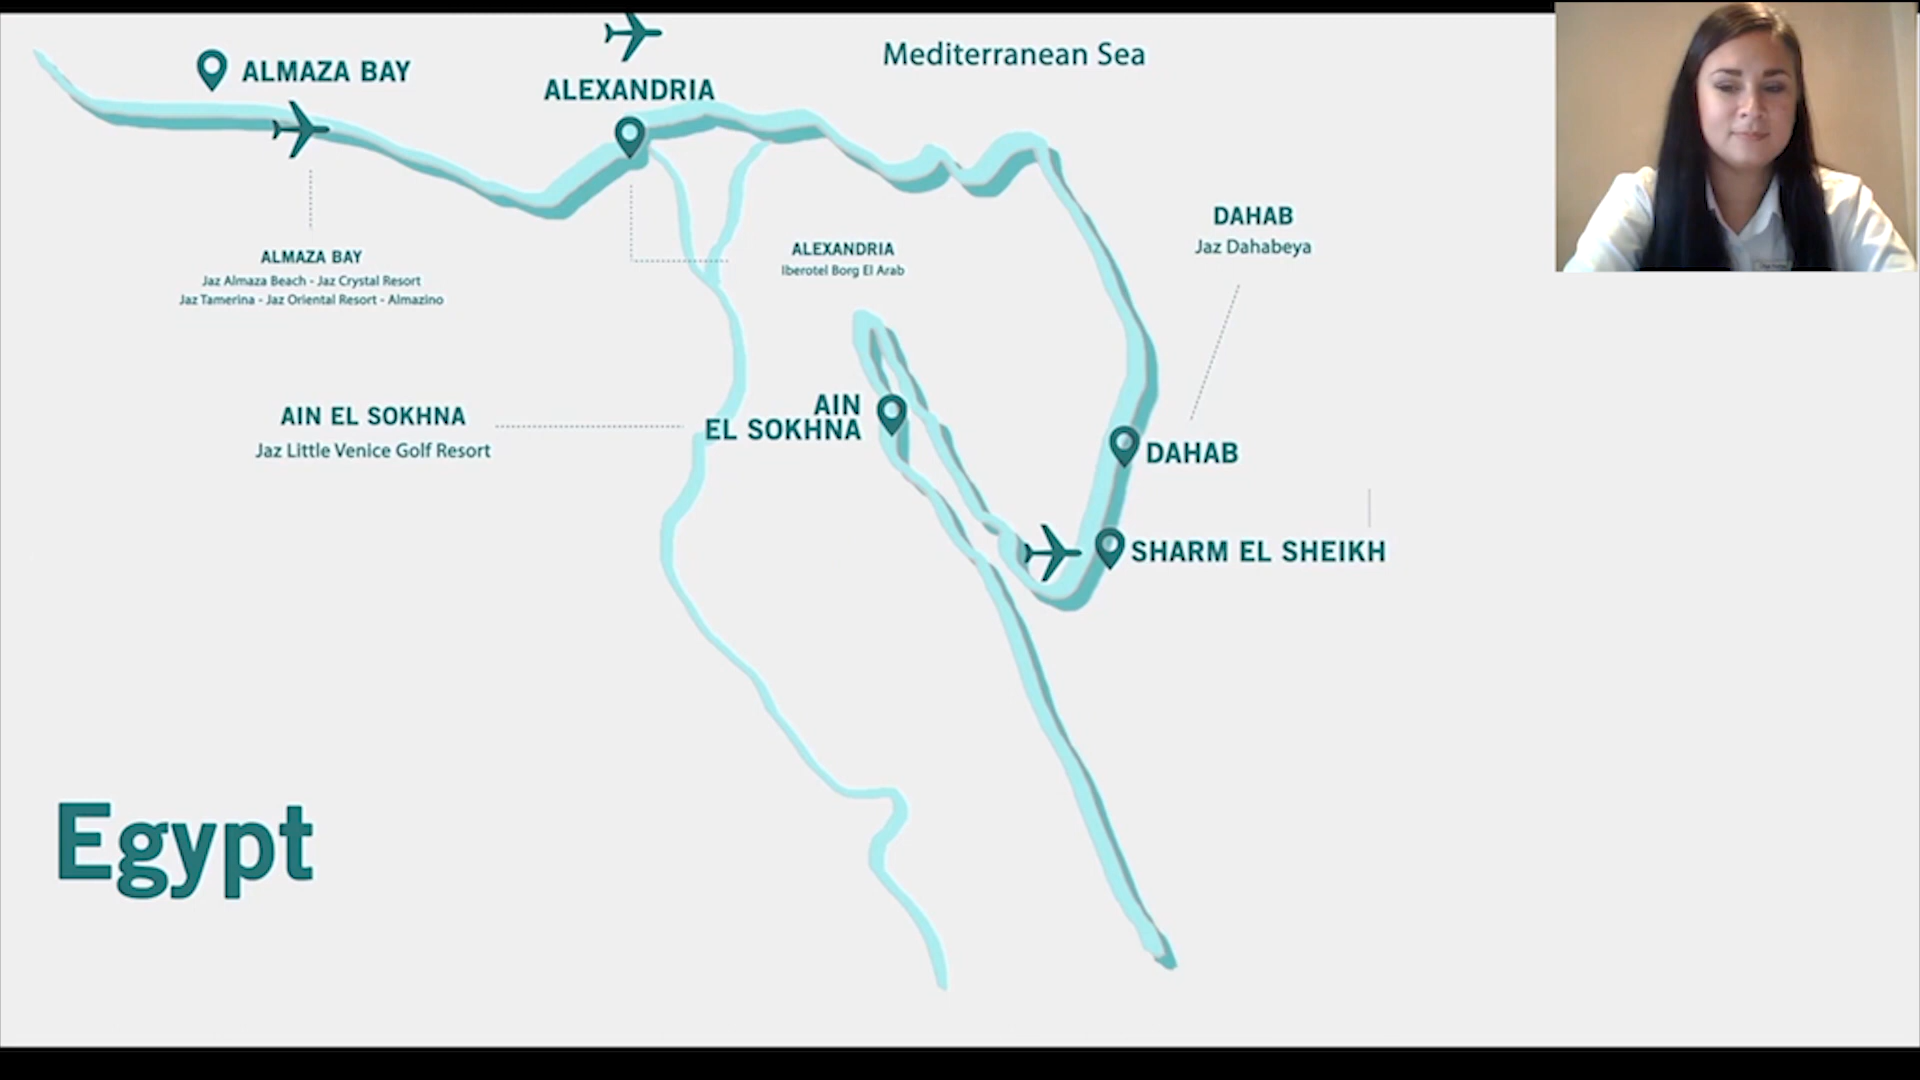 Mediterranean Sea
ALMAZA BAY
ALEXANDRIA
ALMAZA BAY
Jaz Almaza Beach - Jaz Crystal Resort
Jaz Tamerina - Jaz Oriental Resort - Almazino
ALEXANDRIA
Iberotel Borg El Arab
DAHAB
Jaz Dahabeya
AIN EL SOKHNA
Jaz Little Venice Golf Resort
AIN
EL SOKHNA
DAHAB
SHARM EL SHEIKH
Egypt